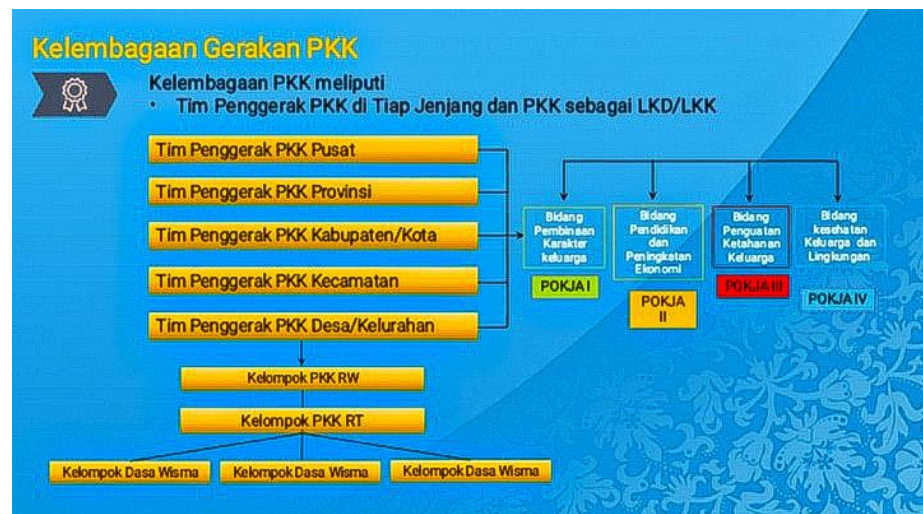 Kelembagaan Gerakan PKK
Kelembagaan PKK meliputi
• Tim Penggerak PKK di Tiap Jenjang dan PKK sebagai LKD/LKK
Tim Penggerak PKK Pusat
Tim Penggerak PKK Provinsi
Tim Penggerak PKK Kabupaten/Kota
Tim Penggerak PKK Kecamatan
Tim Penggerak PKK Desa/Kelurahan
Kelompok PKK RW
Kelompok PKK RT
Kelompok Dasa Wisma
Kelompok Dasa Wisma
Kelompok Dasa Wisma
Bidang
Pembinaan
Karakter
keluarga
POKJA I
Bidang
Pendidikan
dan
Peningkatan
Ekonomi
POKJA
II
Bidang
Penguatan
Ketahanan
Keluarga
POKJA III
Bidang
kesehatan
Keluarga dan
Lingkungan
POKJA IV